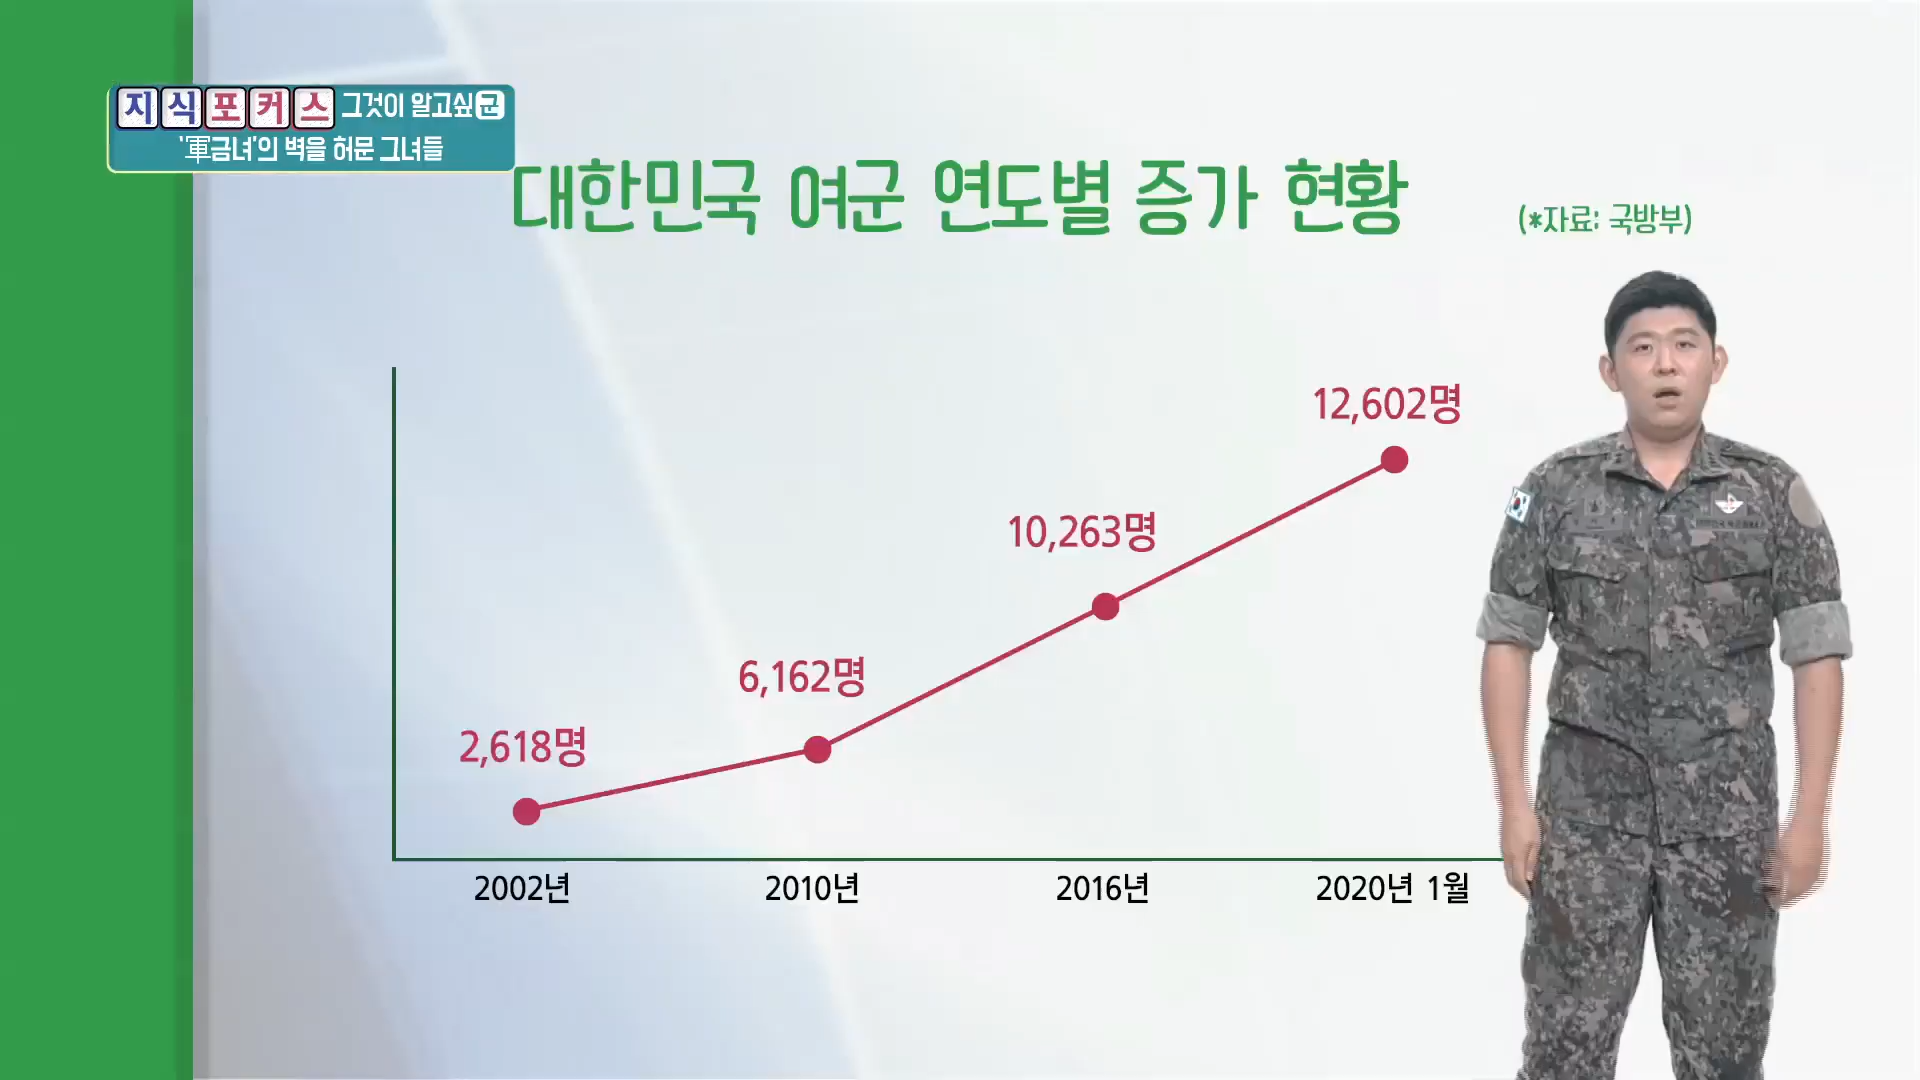 지식포커스 그것이 알고싶군
'軍금녀'의 벽을 허문 그녀들
대한민국 여군 연도별 증가 현황
(*자료: 국방부)
12,602명
10,263명
6,162명
2,618명
2002년
2010년
2016년
2020년 1월